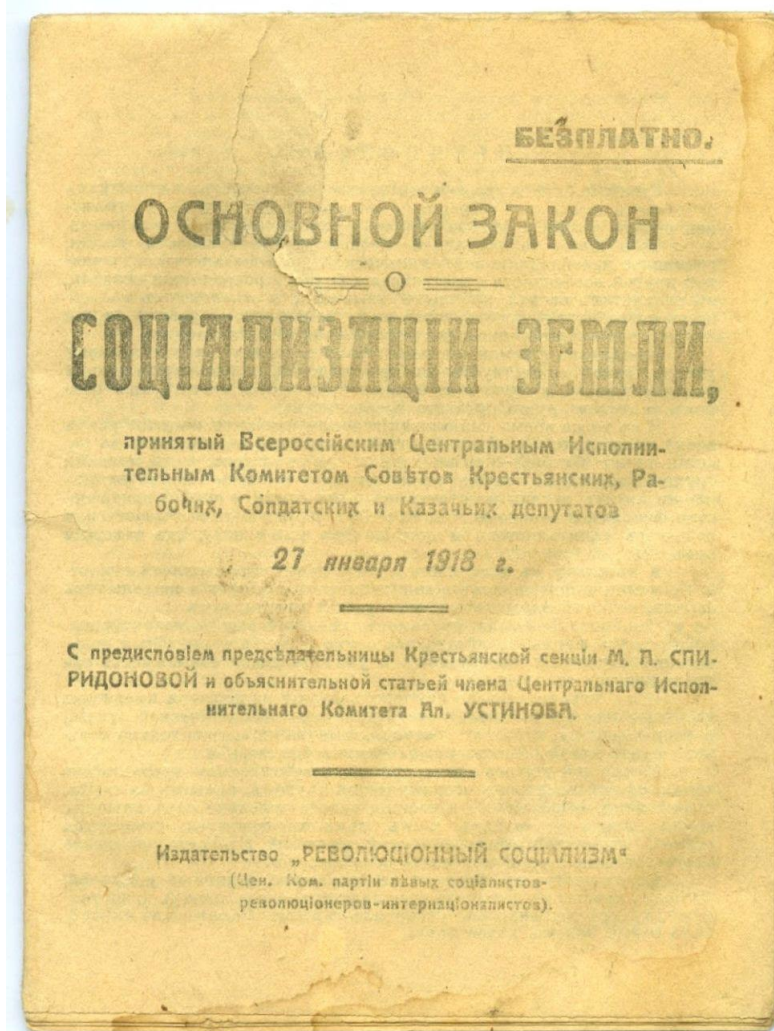 БЕЗПЛАТНО.
ОСНОВНОЙ ЗАКОН
О
СОЦІАЛИЗАЦІИ ЗЕМЛИ,
принятый Всероссійским Центральным Исполни-
тельным Комитетом Совѣтов Крестьянских, Ра-
бочих, Солдатских и Казачьих депутатов
27 января 1918 г.
С предисловіем предсѣдательницы Крестьянской секціи М. А. СПИ-
РИДОНОВОЙ и объяснительной статьей члена Центральнаго Испол-
нительнаго Комитета Ал. УСТИНОВА.
Издательство „РЕВОЛЮЦІОННЫЙ СОЦІАЛИЗМ“
(Цен. Ком. партіи лѣвых соціалистов-
революціонеров-интернаціоналистов).